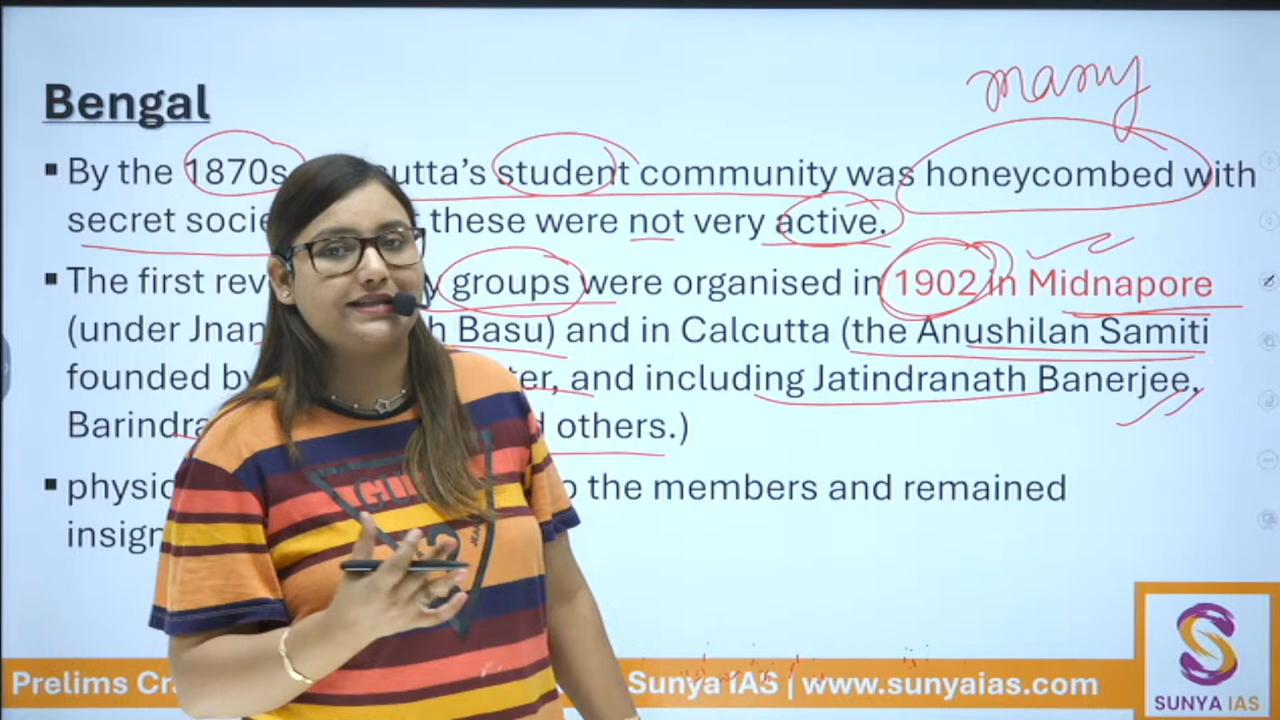 many
Bengal
▪ By the 1870s utta's student community was honeycombed with
secret socie these were not very active.
▪ The first rev y groups were organised in 1902 in Midnapore
(under Jnan h Basu) and in Calcutta (the Anushilan Samiti
founded by ter, and including Jatindranath Banerjee,
Barindra d others.)
▪ physic o the members and remained
insign
GU
Prelims Cr Sunya IAS | www.sunyaias.com
SUNYA IAS